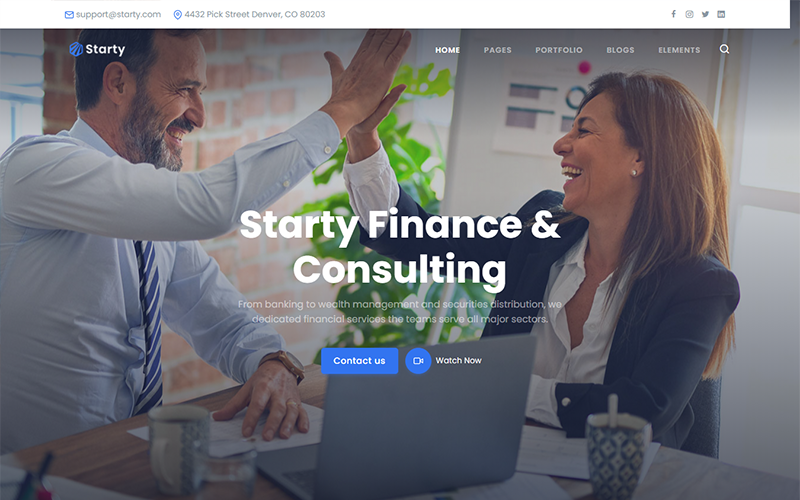 support@starty.com 4432 Pick Street Denver, CO 80203
Starty HOME PAGES PORTFOLIO BLOGS ELEMENTS
Starty Finance &
Consulting
From banking to wealth management and securities distribution, we
dedicated financial services the teams serve all major sectors.
Contact us Watch Now